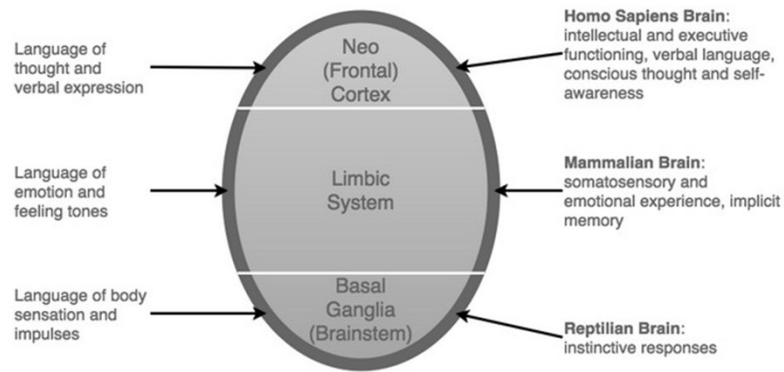 Language of
thought and
verbal expression
Neo
(Frontal)
Cortex
Homo Sapiens Brain:
intellectual and executive
functioning, verbal language,
conscious thought and self-
awareness
Language of
emotion and
feeling tones
Limbic
System
Mammalian Brain:
somatosensory and
emotional experience, implicit
memory
Language of body
sensation and
impulses
Basal
Ganglia
(Brainstem)
Reptilian Brain:
instinctive responses